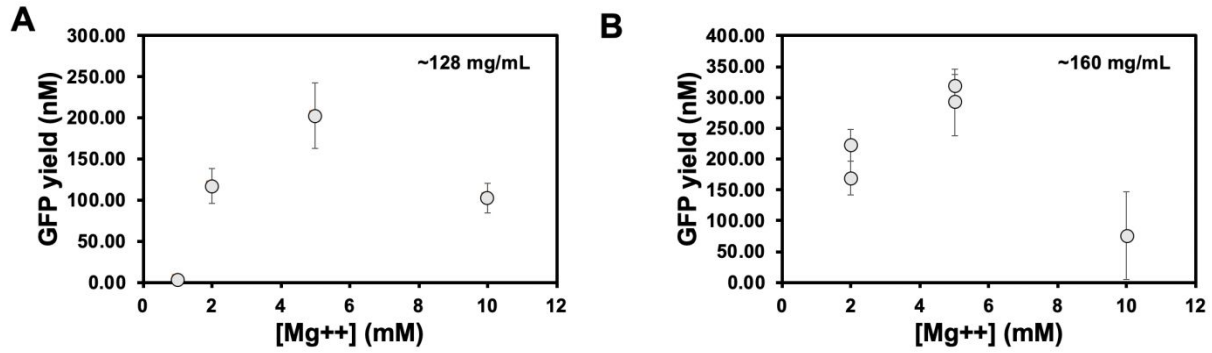 A
300.00
250.00
200.00
150.00
100.00
50.00
0.00
GFP yield (nM)
~128 mg/mL
0 2 4 6 8 10 12
[Mg++] (mM)
B
400.00
350.00
300.00
250.00
200.00
150.00
100.00
50.00
0.00
GFP yield (nM)
~160 mg/mL
0 2 4 6 8 10 12
[Mg++] (mM)